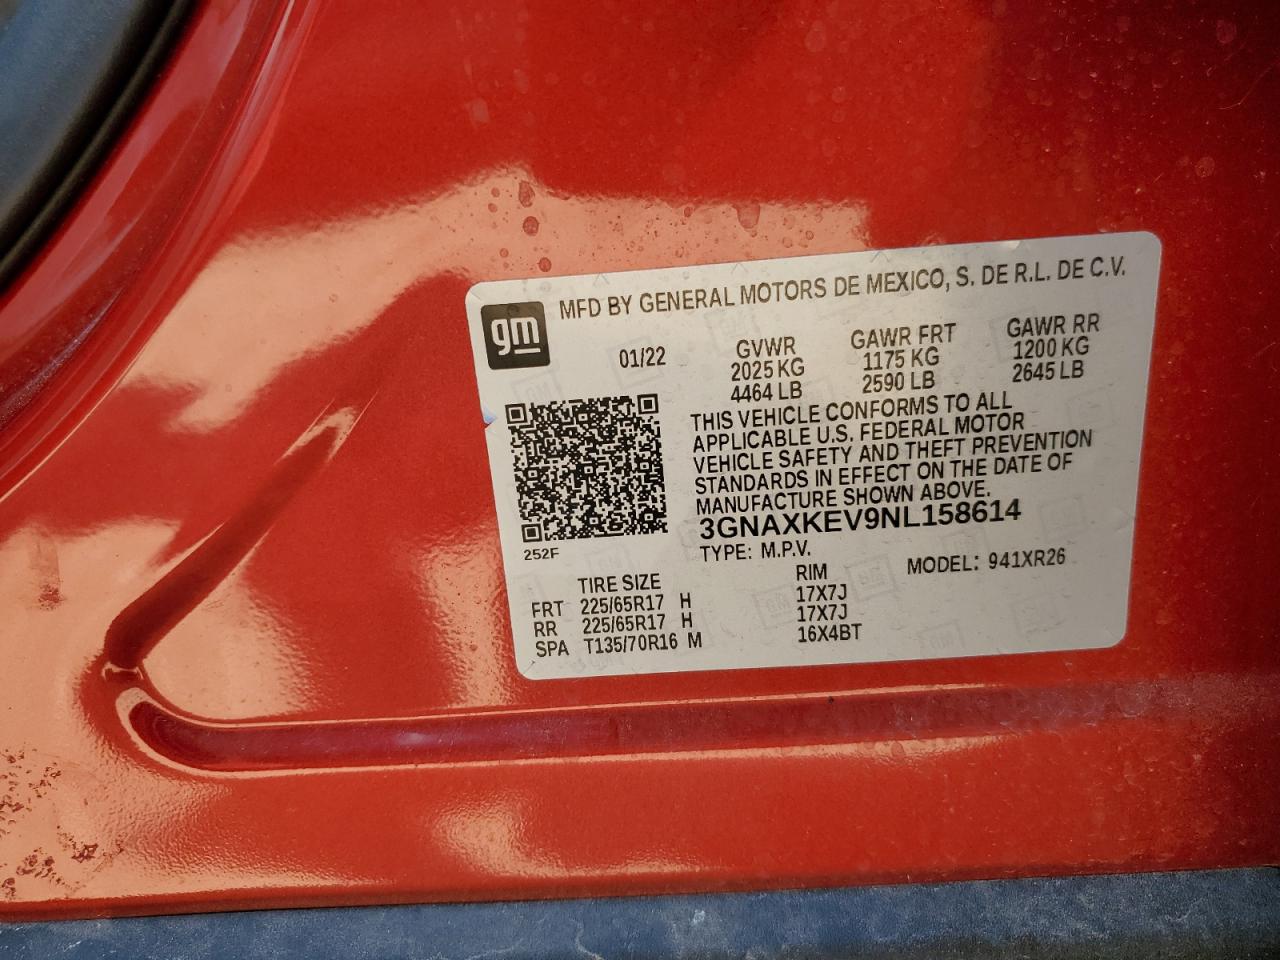 MFD BY GENERAL MOTORS DE MEXICO, S. DE R.L. DE C.V.
gm
01/22
GVWR
2025 KG
4464 LB
GAWR FRT
1175 KG
2590 LB
GAWR RR
1200 KG
2645 LB
THIS VEHICLE CONFORMS TO ALL
APPLICABLE U.S. FEDERAL MOTOR
VEHICLE SAFETY AND THEFT PREVENTION
STANDARDS IN EFFECT ON THE DATE OF
MANUFACTURE SHOWN ABOVE.
3GNAXKEV9NL158614
252F
TYPE: M.P.V.
MODEL: 941XR26
TIRE SIZE RIM
FRT 225/65R17 H 17X7J
RR 225/65R17 H 17X7J
SPA T135/70R16 M 16X4BT